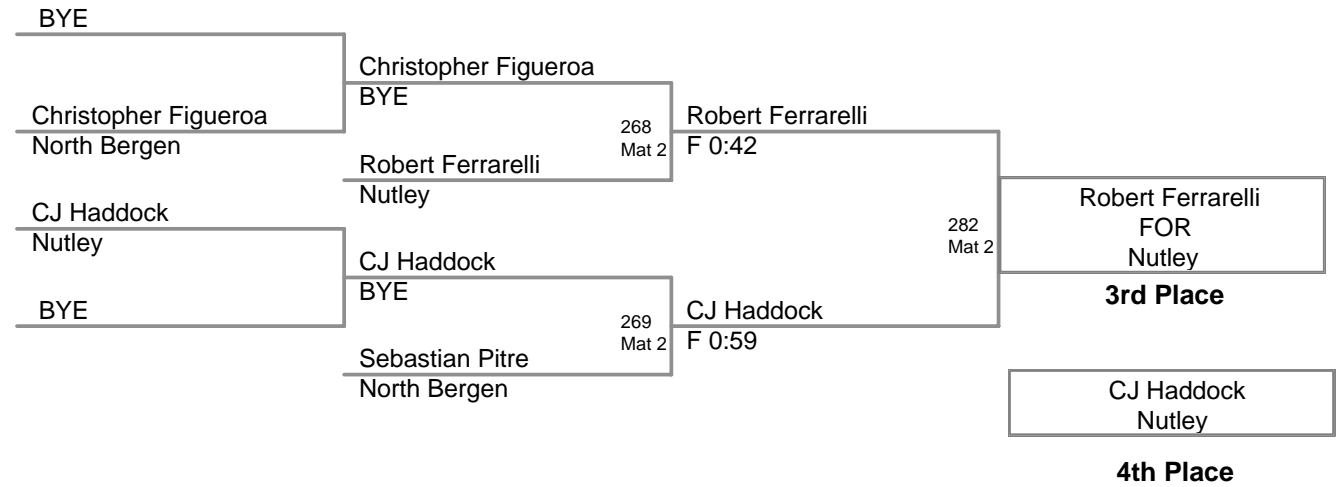 BYE
Christopher Figueroa
BYE
Christopher Figueroa
North Bergen
268
Mat 2
Robert Ferrarelli
F 0:42
Robert Ferrarelli
Nutley
CJ Haddock
Nutley
282
Mat 2
Robert Ferrarelli
FOR
Nutley
3rd Place
CJ Haddock
BYE
BYE
269
Mat 2
CJ Haddock
F 0:59
Sebastian Pitre
North Bergen
CJ Haddock
Nutley
4th Place